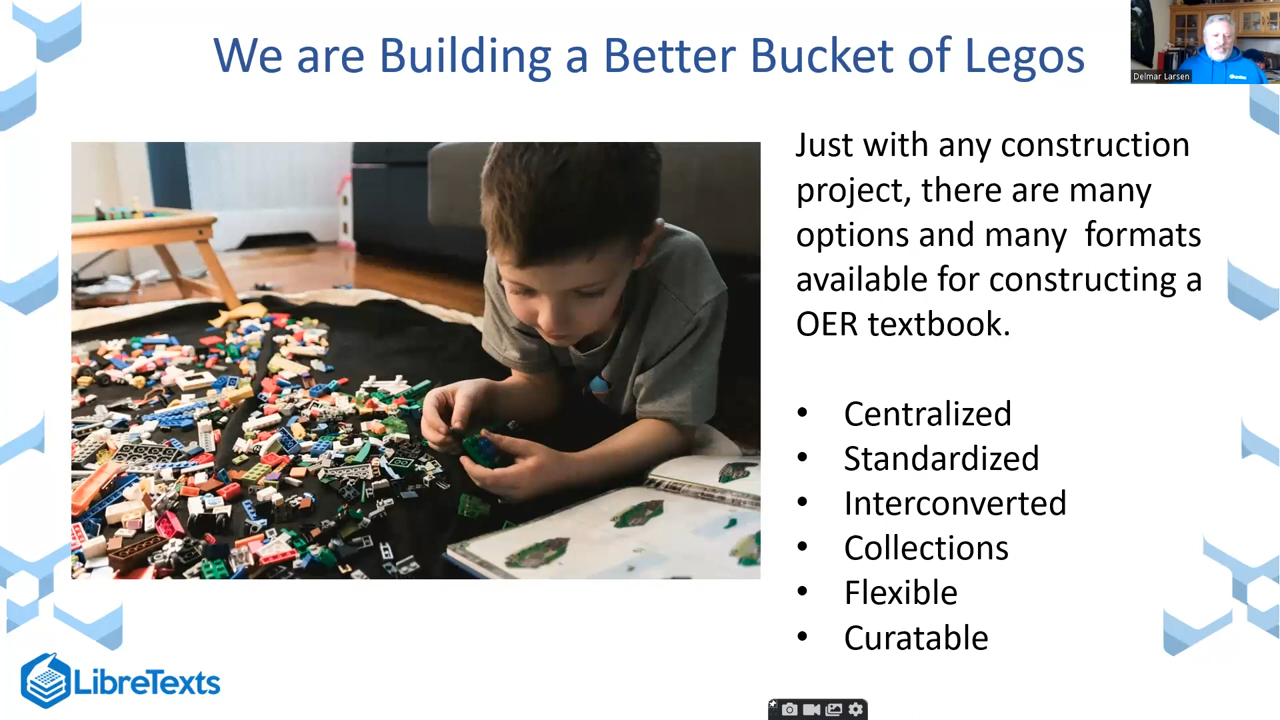 We are Building a Better Bucket of Legos
Delmar Larsen
Just with any construction
project, there are many
options and many  formats
available for constructing a
OER textbook.
• Centralized
• Standardized
• Interconverted
• Collections
• Flexible
• Curatable
LibreTexts